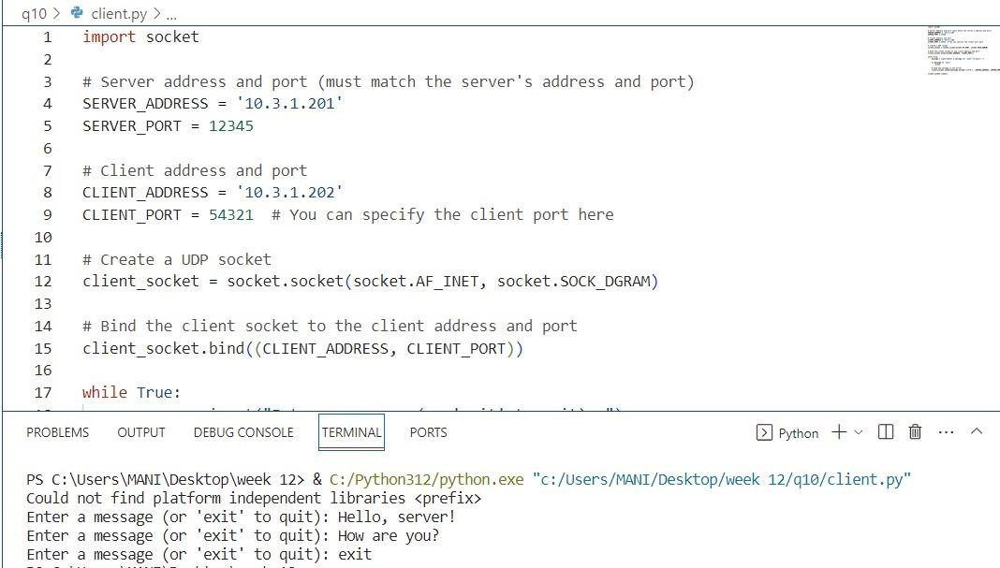 q10 > client.py > ...
1 import socket
2
3 # Server address and port (must match the server's address and port)
4 SERVER_ADDRESS = '10.3.1.201'
5 SERVER_PORT = 12345
6
7 # Client address and port
8 CLIENT_ADDRESS = '10.3.1.202'
9 CLIENT_PORT = 54321  # You can specify the client port here
10
11 # Create a UDP socket
12 client_socket = socket.socket(socket.AF_INET, socket.SOCK_DGRAM)
13
14 # Bind the client socket to the client address and port
15 client_socket.bind((CLIENT_ADDRESS, CLIENT_PORT))
16
17 while True:
PROBLEMS OUTPUT DEBUG CONSOLE TERMINAL PORTS Python
PS C:\Users\MANI\Desktop\week 12> & C:/Python312/python.exe "c:/Users/MANI/Desktop/week 12/q10/client.py"
Could not find platform independent libraries <prefix>
Enter a message (or 'exit' to quit): Hello, server!
Enter a message (or 'exit' to quit): How are you?
Enter a message (or 'exit' to quit): exit